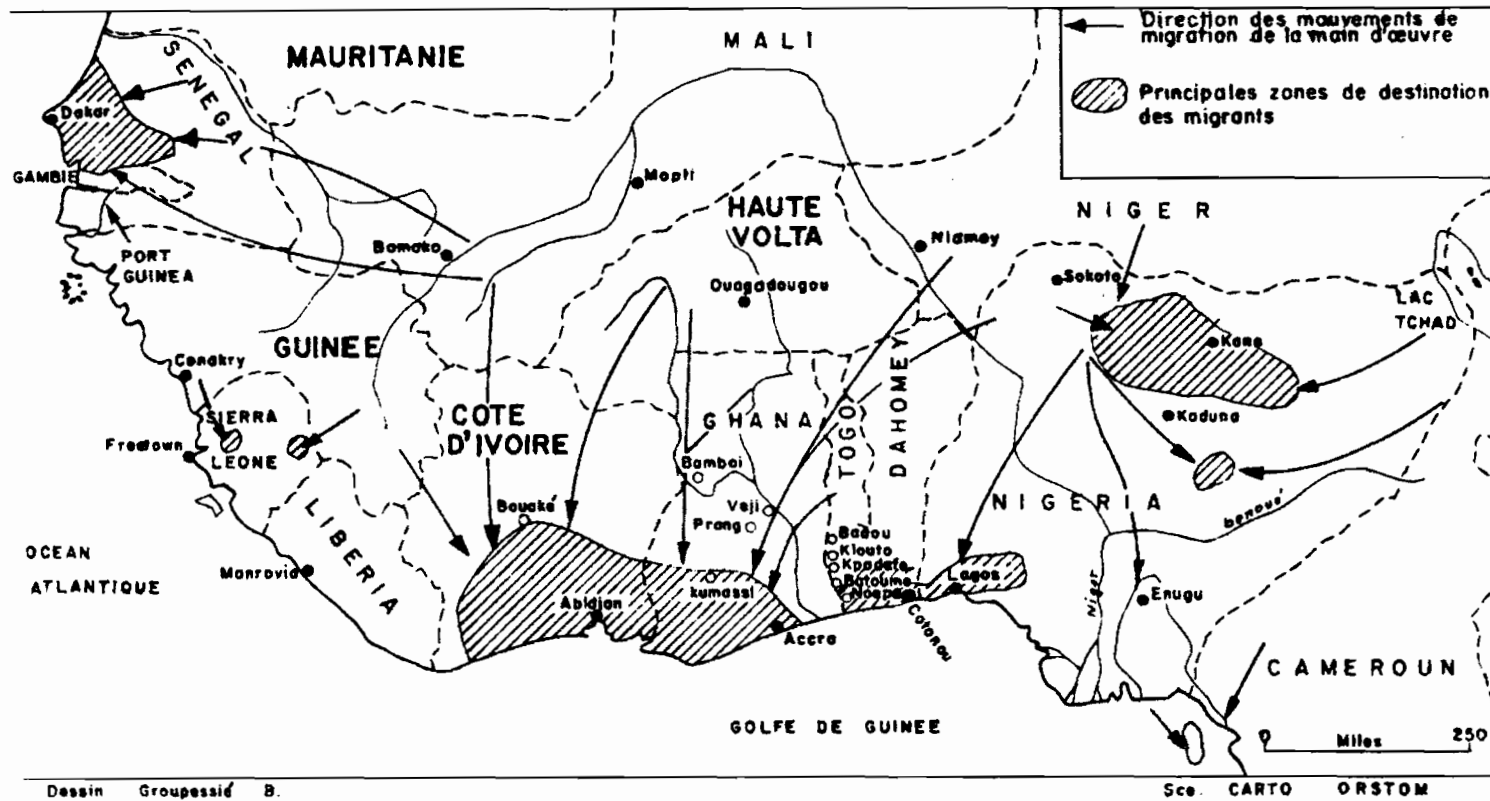 Direction des mouyements de
migration de la main d'œuvre
Principales zones de destination
des migrants
MALI
MAURITANIE
SENEGAL
Dakar
GAMBIE
PORT
GUINEA
Mopti
HAUTE
VOLTA
NIGER
Bamako
Niamey
Sokoto
Ouagadougou
LAC
TCHAD
GUINEE
Kano
Conakry
SIERRA
LEONE
Freetown
COTE
D'IVOIRE
GHANA
TOGO
DAHOMEY
Kaduna
Bamboi
NIGERIA
Bouaké
Yeji
Prang
benoué
LIBERIA
Badou
Klouto
OCEAN
ATLANTIQUE
Monrovia
Batoume
Noepé
Lagos
kumassi
Abidjan
Accra
Cotonou
Niger
Enugu
CAMEROUN
GOLFE DE GUINEE
0 250
Miles
Dessin Groupessié B.
Sce. CARTO ORSTOM